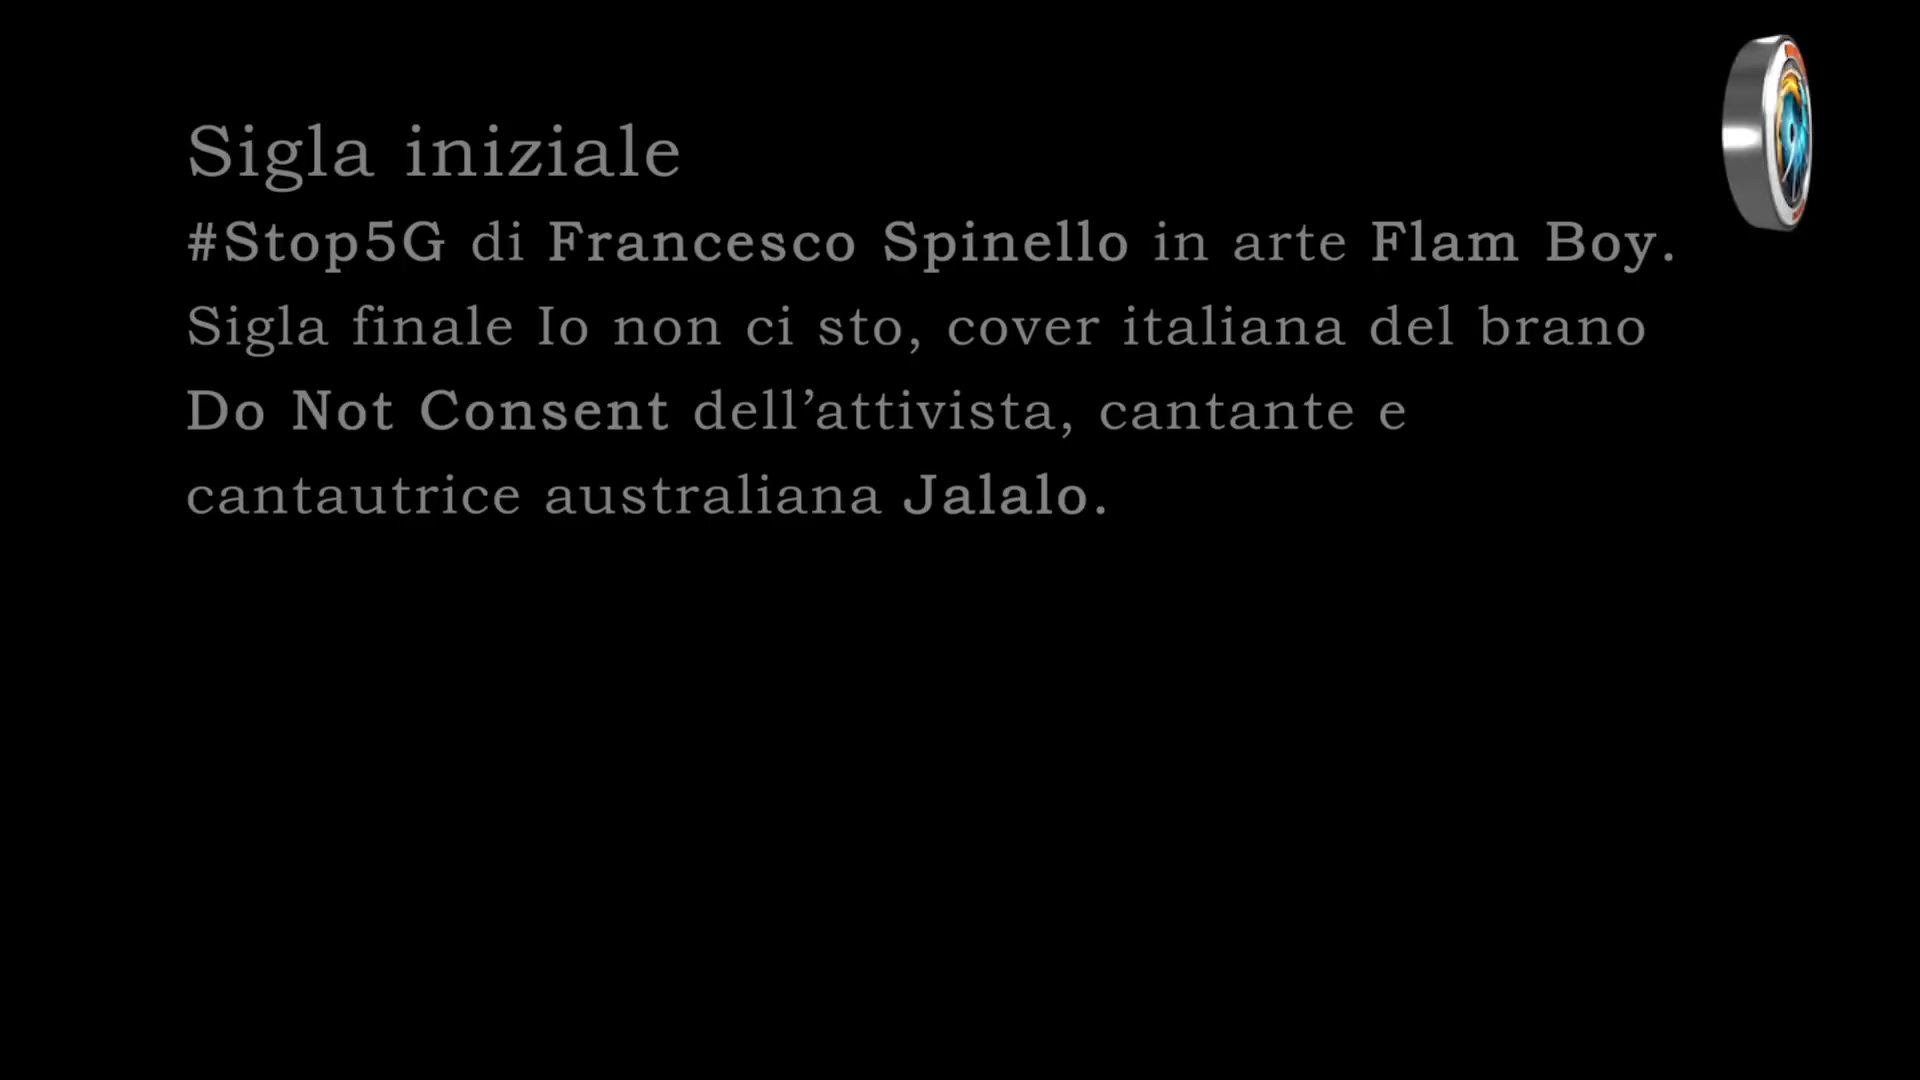 Sigla iniziale
#Stop5G di Francesco Spinello in arte Flam Boy.
Sigla finale Io non ci sto, cover italiana del brano
Do Not Consent dell’attivista, cantante e
cantautrice australiana Jalalo.